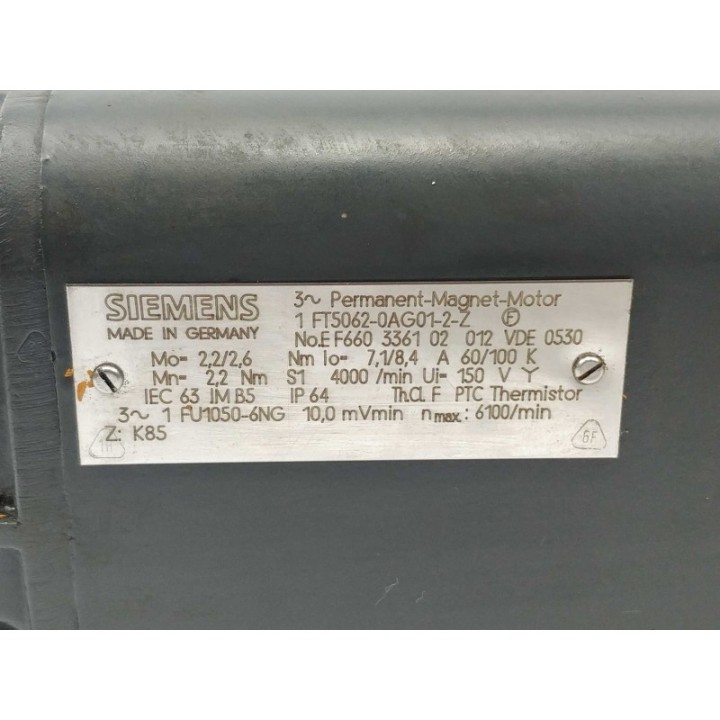 SIEMENS
MADE IN GERMANY
3~ Permanent-Magnet-Motor
1 FT5062-0AG01-2-Z F
No.E F660 3361 02 012 VDE 0530
Mo= 2,2/2,6 Nm Io= 7,1/8,4 A 60/100 K
Mn= 2,2 Nm S1 4000 /min Ui= 150 V Y
IEC 63 IM B5 IP 64 Th.Cl. F PTC Thermistor
3~ 1 FU1050-6NG 10,0 mVmin nmax.: 6100/min
Z: K85
GF